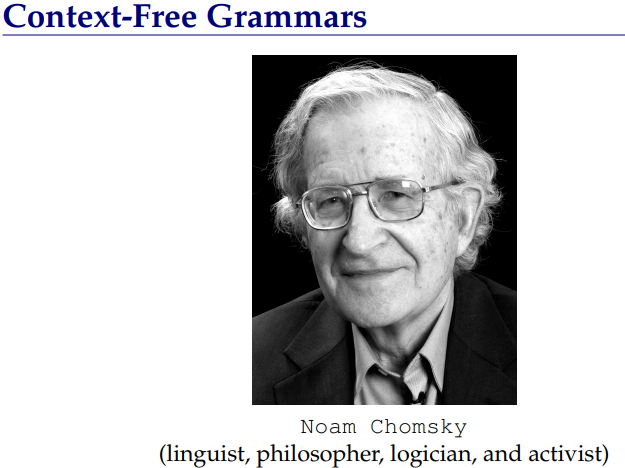 Context-Free Grammars
Noam Chomsky
(linguist, philosopher, logician, and activist)